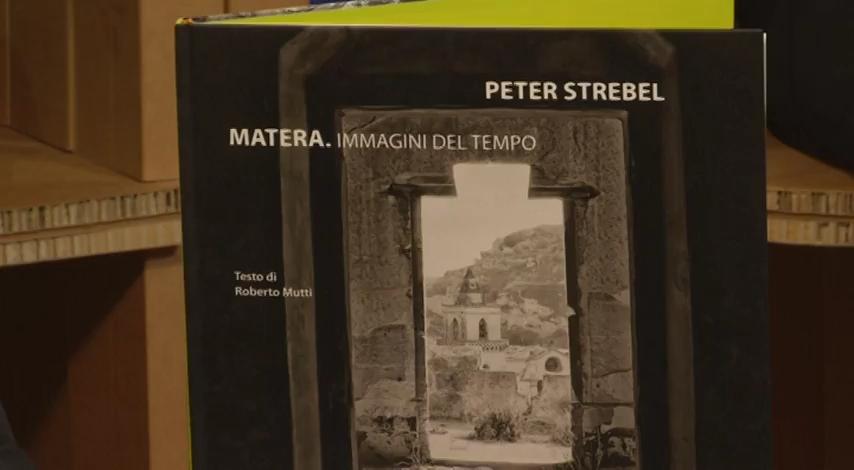 PETER STREBEL
MATERA. IMMAGINI DEL TEMPO
Testo di
Roberto Mutti